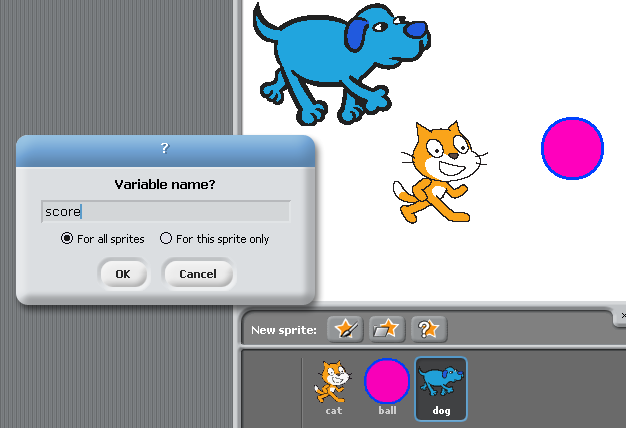 ?
Variable name?
score
For all sprites For this sprite only
OK Cancel
New sprite:
?
cat ball dog